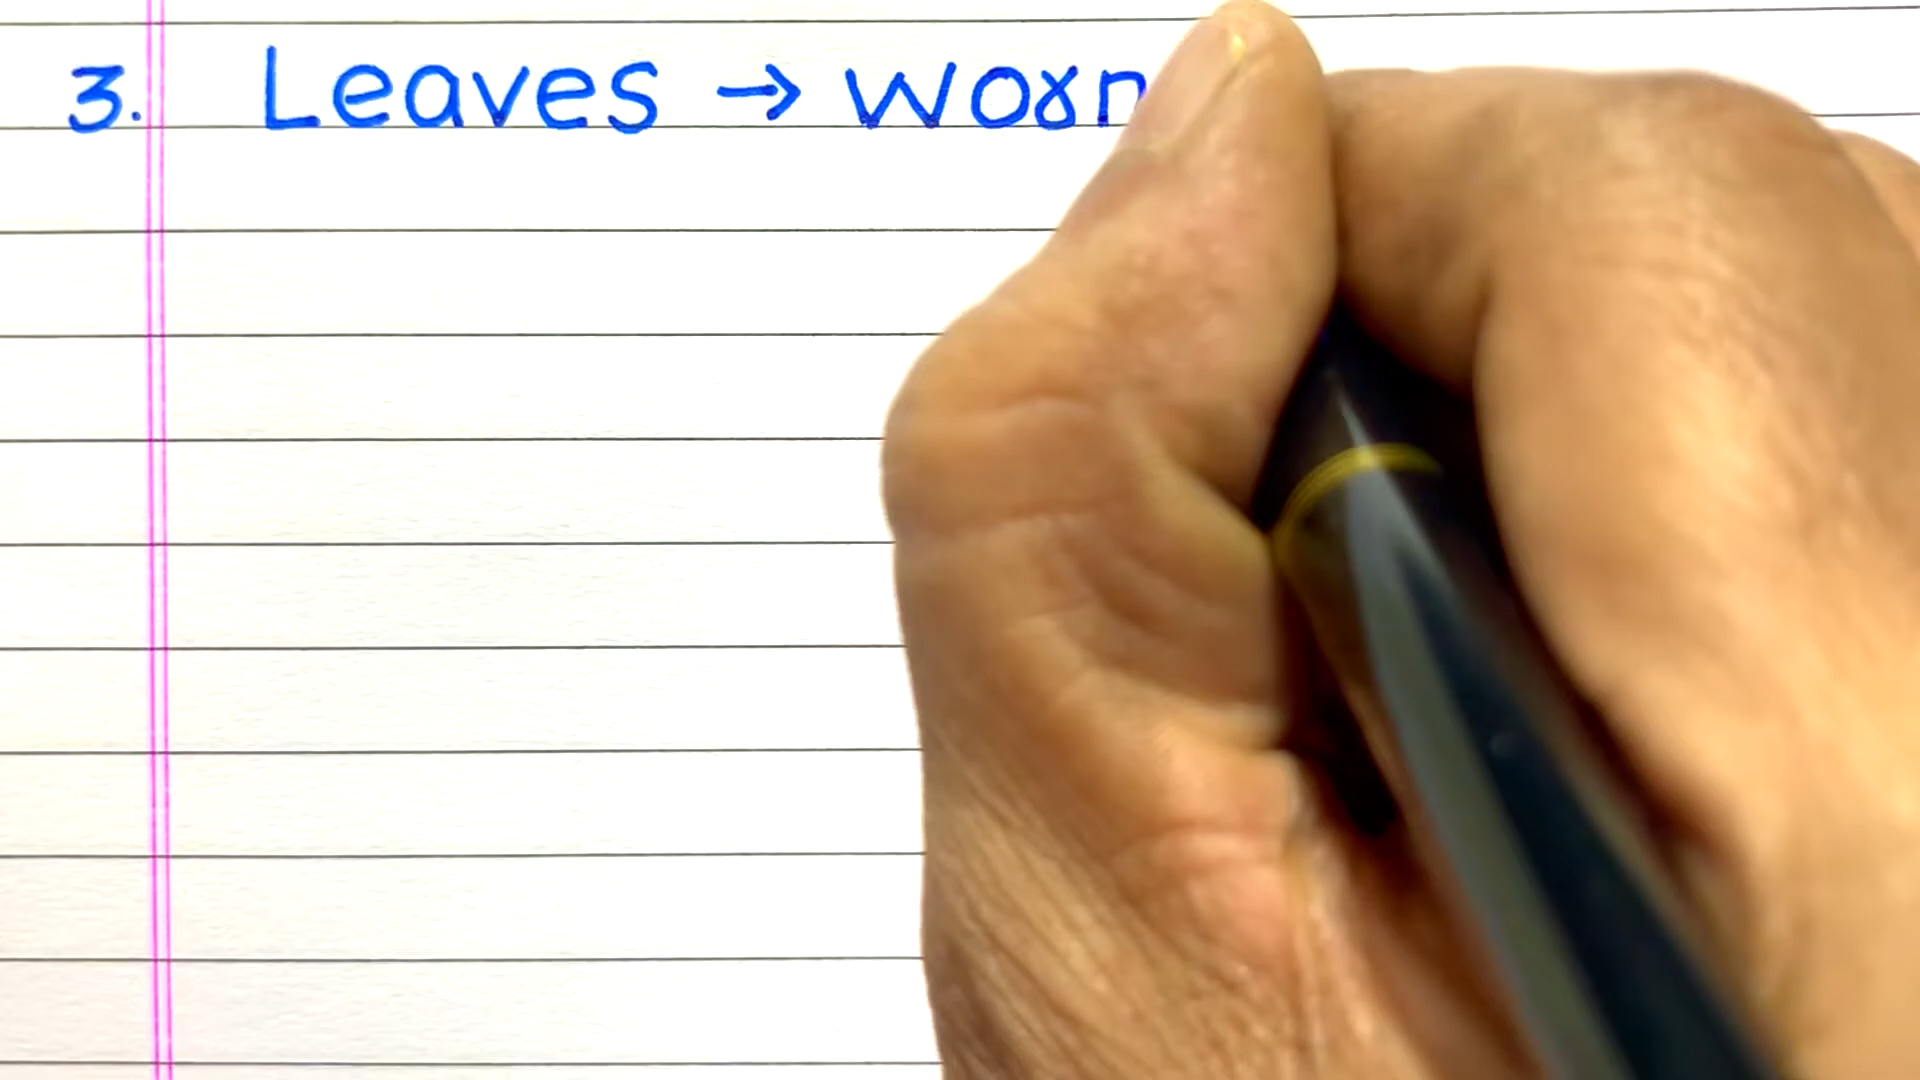 3. Leaves → worn